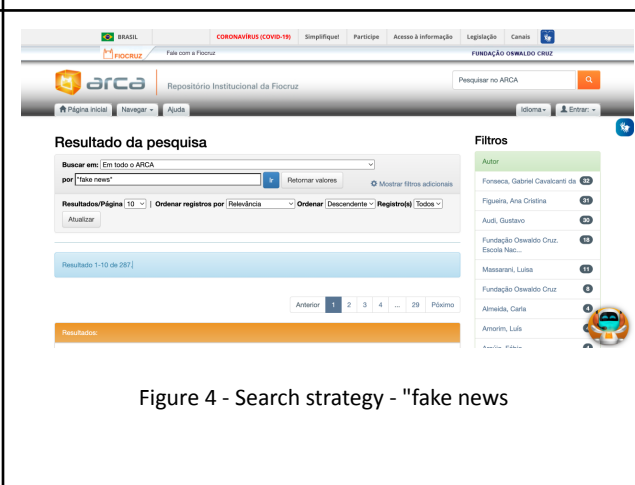 BRASIL CORONAVÍRUS (COVID-19) Simplifique! Participe Acesso à informação Legislação Canais
FIOCRUZ Fale com a Fiocruz FUNDAÇÃO OSWALDO CRUZ
arca Repositório Institucional da Fiocruz
Pesquisar no ARCA
Página inicial Navegar Ajuda Idioma Entrar:
Resultado da pesquisa
Buscar em: Em todo o ARCA
por "fake news" Ir Retornar valores Mostrar filtros adicionais
Resultados/Página 10 | Ordenar registros por Relevância Ordenar Descendente Registro(s) Todos
Atualizar
Resultado 1-10 de 287.
Anterior 1 2 3 4 ... 29 Póximo
Resultados:
Filtros
Autor
Fonseca, Gabriel Cavalcanti da 32
Figueira, Ana Cristina 31
Audi, Gustavo 30
Fundação Oswaldo Cruz. 18
Escola Nac...
Massarani, Luisa 11
Fundação Oswaldo Cruz 8
Almeida, Carla
Amorim, Luís
Figure 4 - Search strategy - "fake news